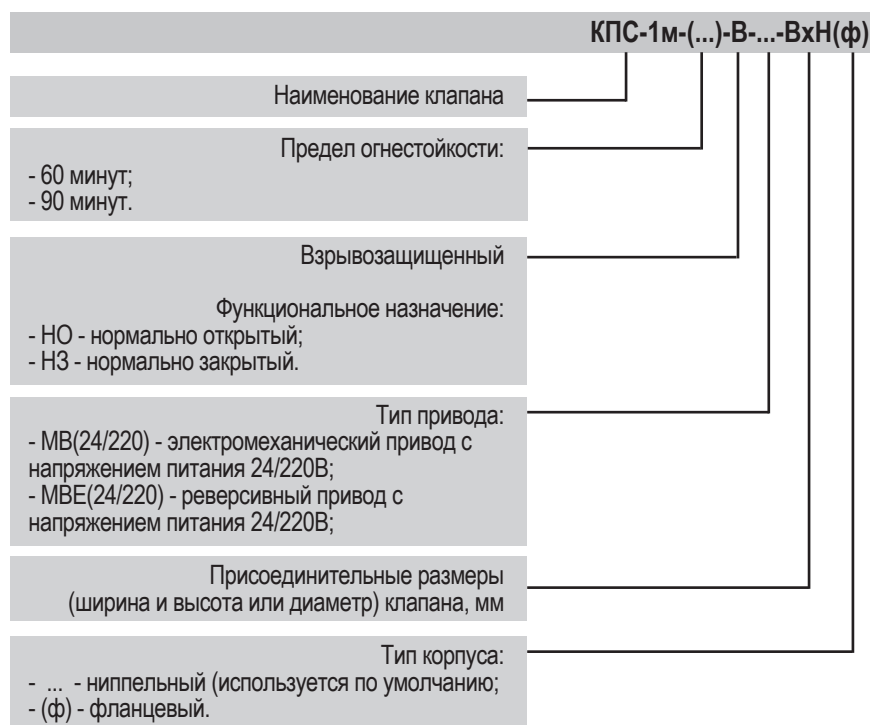 КПС-1м-(...)-В-...-ВхН(ф)
Наименование клапана
Предел огнестойкости:
- 60 минут;
- 90 минут.
Взрывозащищенный
Функциональное назначение:
- НО - нормально открытый;
- НЗ - нормально закрытый.
Тип привода:
- МВ(24/220) - электромеханический привод с
напряжением питания 24/220В;
- МВЕ(24/220) - реверсивный привод с
напряжением питания 24/220В;
Присоединительные размеры
(ширина и высота или диаметр) клапана, мм
Тип корпуса:
- ... - ниппельный (используется по умолчанию;
- (ф) - фланцевый.